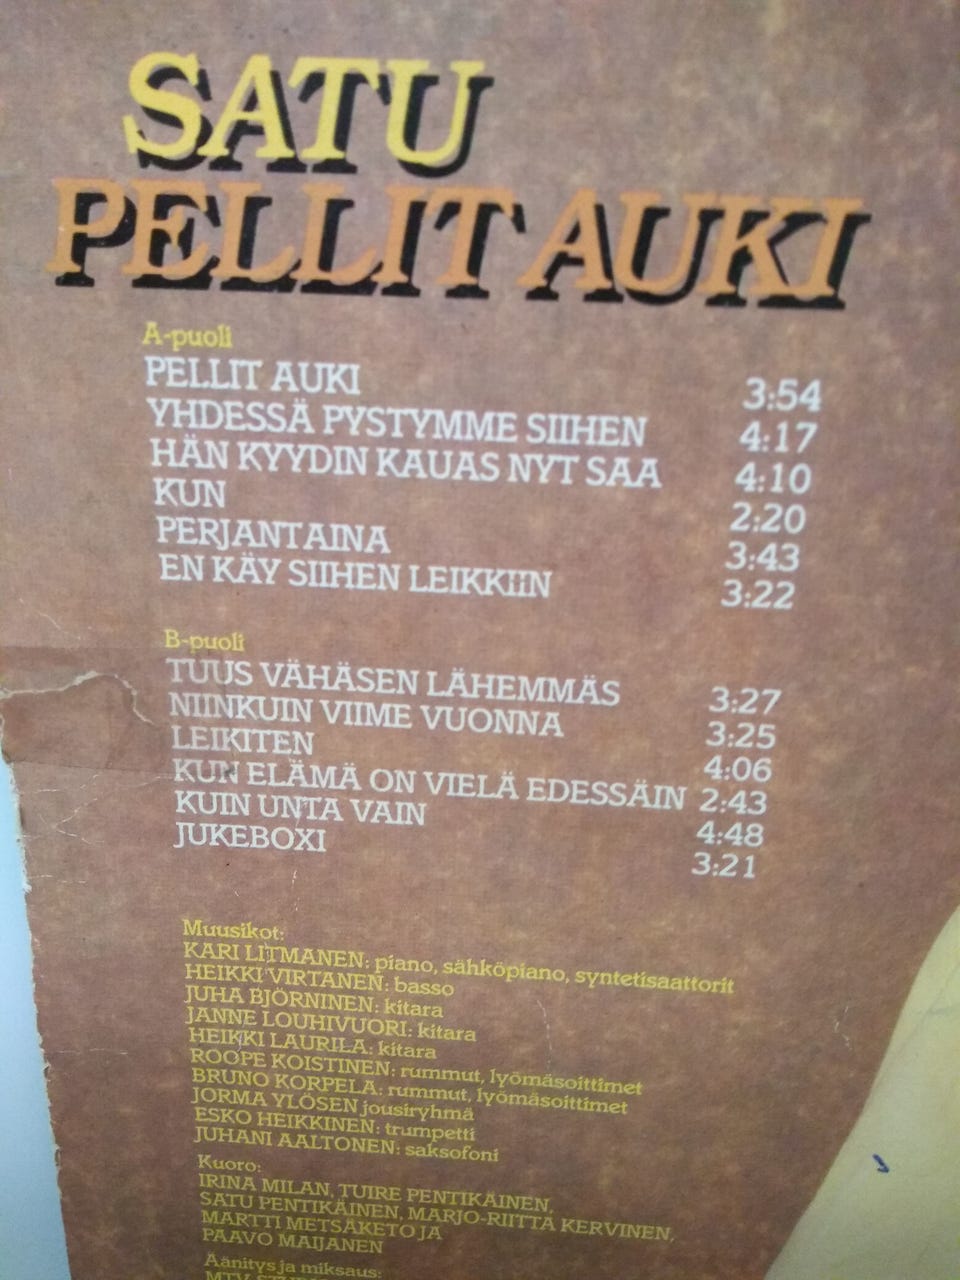 SATU
PELLIT AUKI
A-puoli
PELLIT AUKI 3:54
YHDESSÄ PYSTYMME SIIHEN 4:17
HÄN KYYDIN KAUAS NYT SAA 4:10
KUN 2:20
PERJANTAINA 3:43
EN KÄY SIIHEN LEIKKIIN 3:22
B-puoli
TUUS VÄHÄSEN LÄHEMMÄS 3:27
NIINKUIN VIIME VUONNA 3:25
LEIKITEN 4:06
KUN ELÄMÄ ON VIELÄ EDESSÄIN 2:43
KUIN UNTA VAIN 4:48
JUKEBOXI 3:21
Muusikot:
KARI LITMANEN: piano, sähköpiano, syntetisaattorit
HEIKKI VIRTANEN: basso
JUHA BJÖRNINEN: kitara
JANNE LOUHIVUORI: kitara
HEIKKI LAURILA: kitara
ROOPE KOISTINEN: rummut, lyömäsoittimet
BRUNO KORPELA: rummut, lyömäsoittimet
JORMA YLÖSEN jousiryhmä
ESKO HEIKKINEN: trumpetti
JUHANI AALTONEN: saksofoni
Kuoro:
IRINA MILAN, TUIRE PENTIKÄINEN,
SATU PENTIKÄINEN, MARJO-RIITTA KERVINEN,
MARTTI METSÄKETO JA
PAAVO MAIJANEN
Äänitys ja miksaus:
MTV